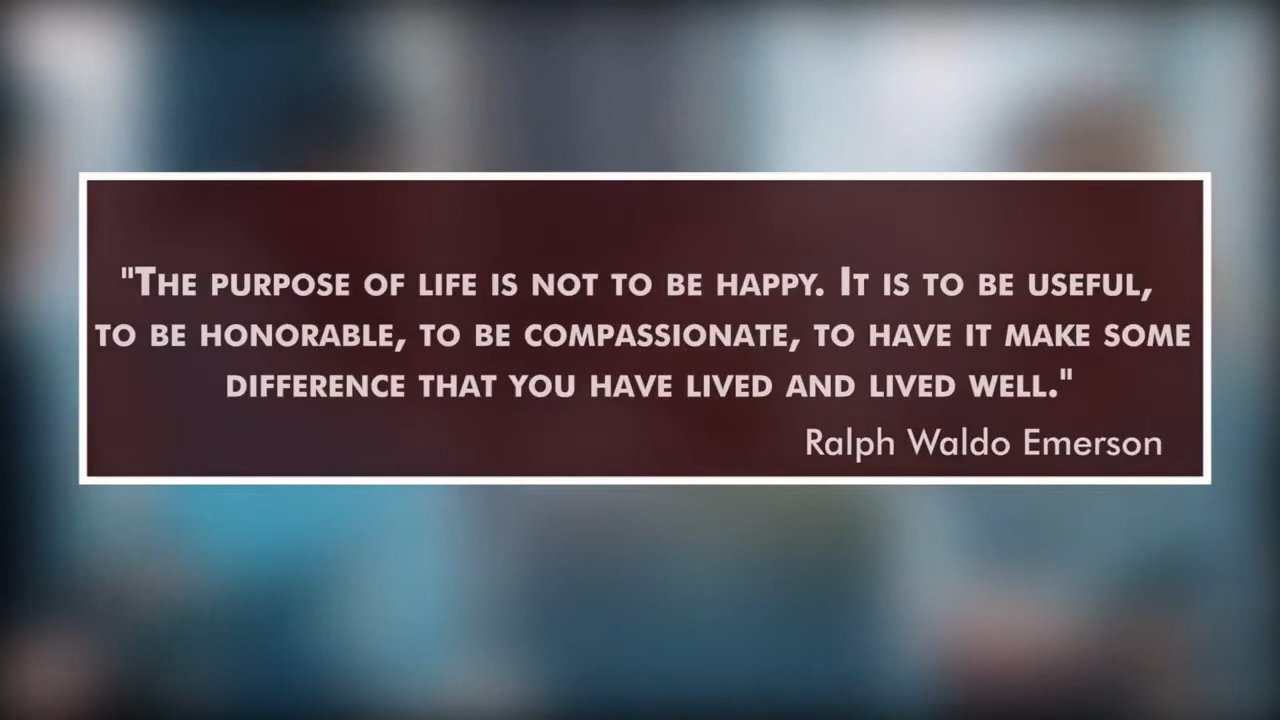 "The purpose of life is not to be happy. It is to be useful,
to be honorable, to be compassionate, to have it make some
difference that you have lived and lived well."
Ralph Waldo Emerson